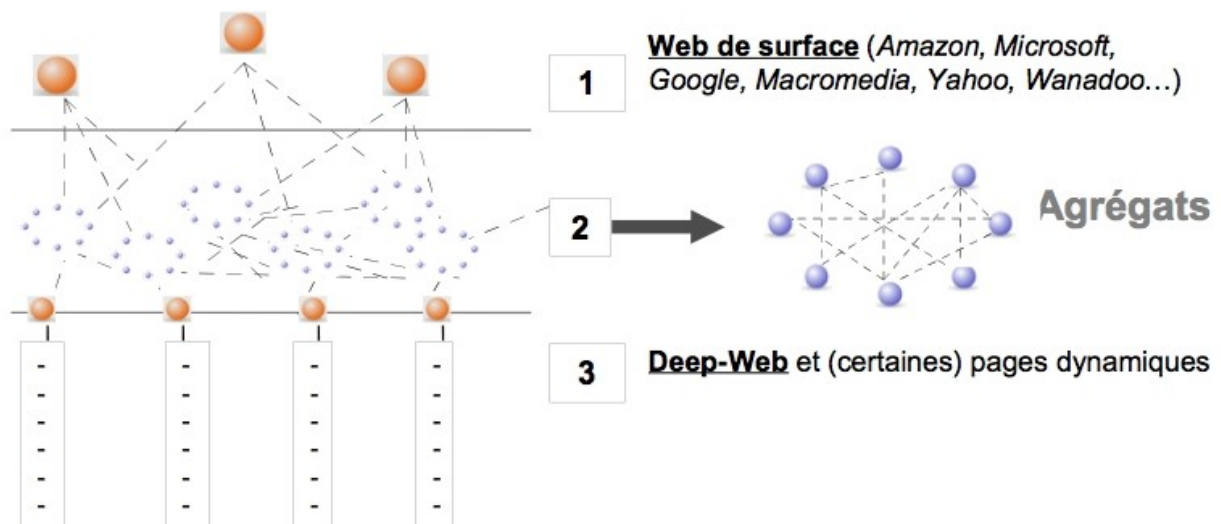 1
Web de surface (Amazon, Microsoft,
Google, Macromedia, Yahoo, Wanadoo…)
2
Agrégats
3
Deep-Web et (certaines) pages dynamiques